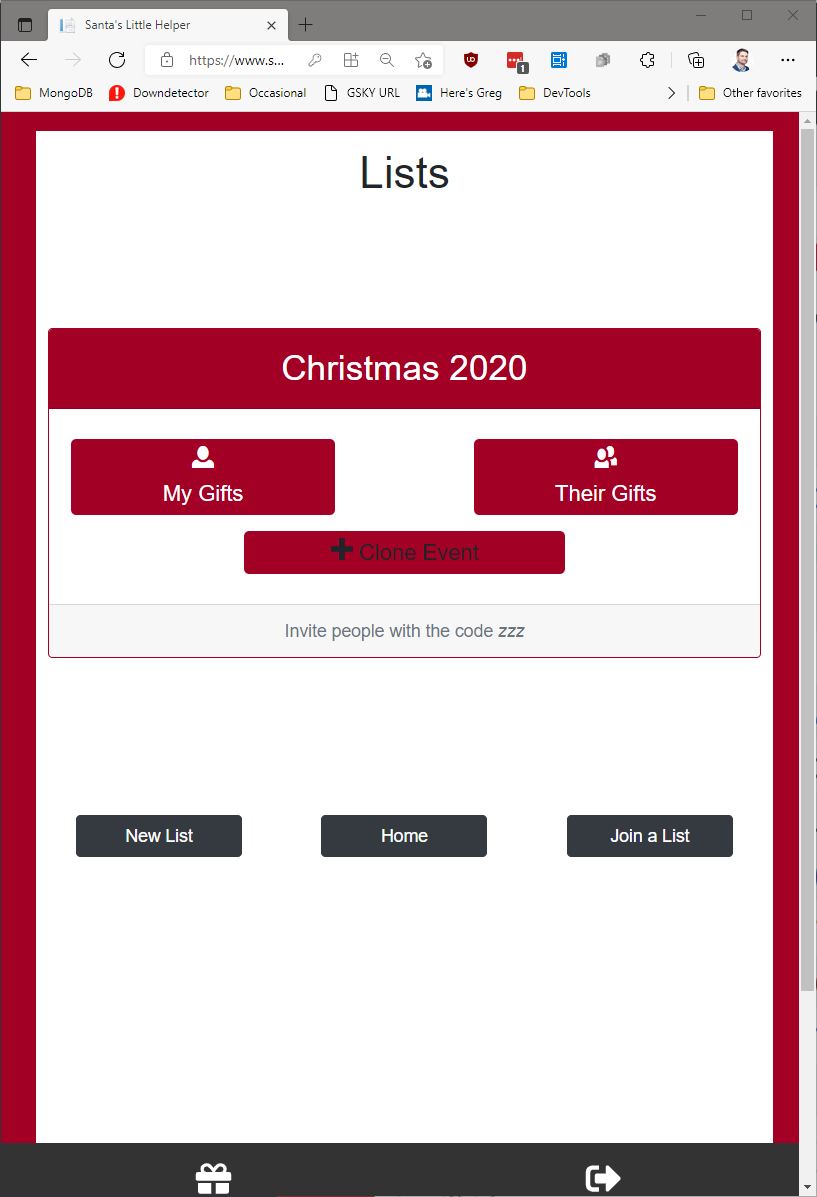 Santa's Little Helper
https://www.s...
1
MongoDB
Downdetector
Occasional
GSKY URL
Here's Greg
DevTools
Other favorites
Lists
Christmas 2020
My Gifts
Their Gifts
Clone Event
Invite people with the code zzz
New List
Home
Join a List